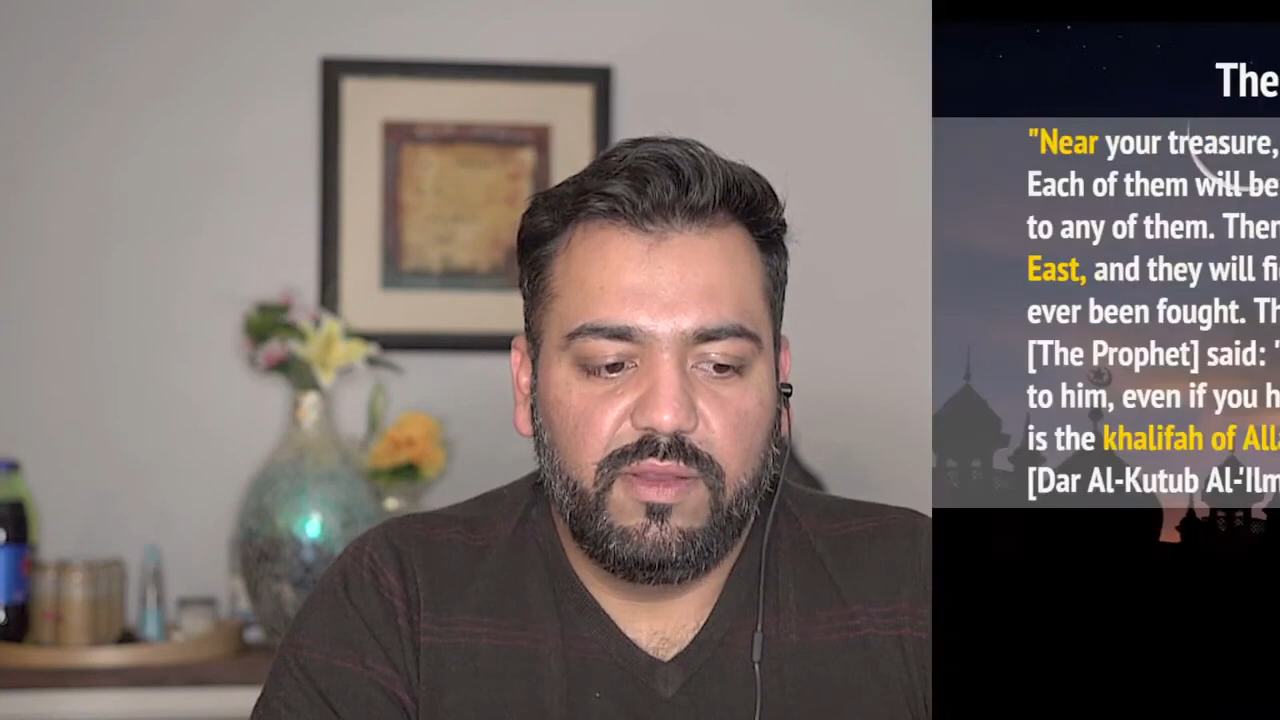 The
"Near your treasure,
Each of them will be
to any of them. Ther
East, and they will fi
ever been fought. Th
[The Prophet] said: "
to him, even if you h
is the khalifah of Alla
[Dar Al-Kutub Al-'Ilm